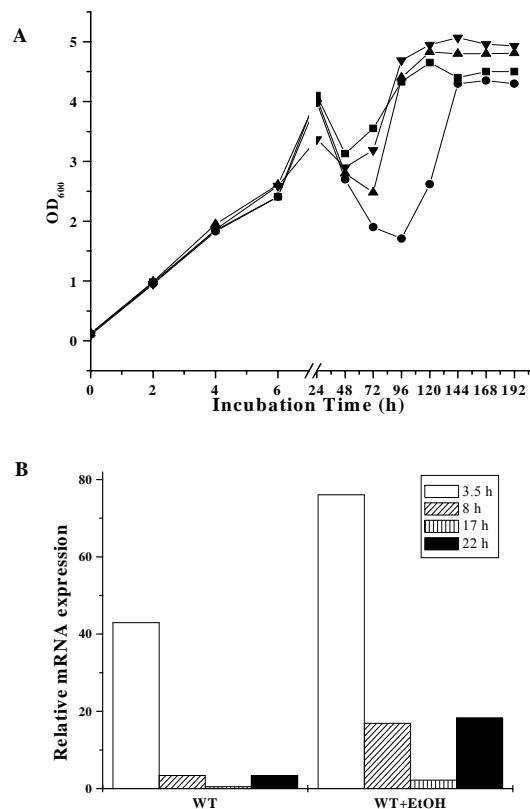 A
5
4
3
2
1
0
OD600
0 2 4 6 24 48 72 96 120 144 168 192
Incubation Time (h)
B
80
60
40
20
0
Relative mRNA expression
3.5 h
8 h
17 h
22 h
WT WT+EtOH